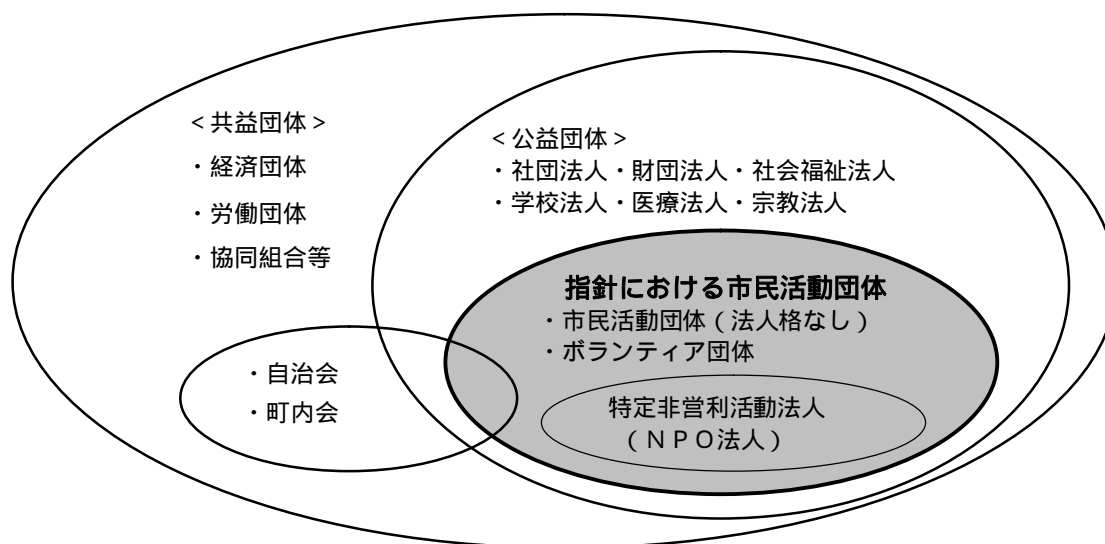 ＜共益団体＞
・経済団体
・労働団体
・協同組合等
＜公益団体＞
・社団法人・財団法人・社会福祉法人
・学校法人・医療法人・宗教法人
指針における市民活動団体
・市民活動団体（法人格なし）
・ボランティア団体
特定非営利活動法人
（ＮＰＯ法人）
・自治会
・町内会